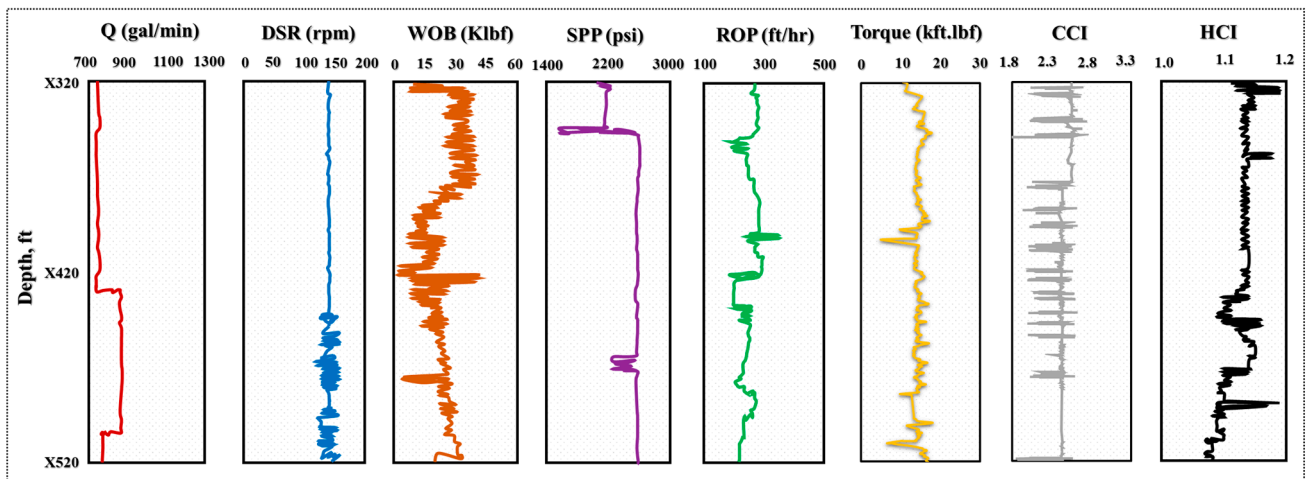 Q (gal/min) DSR (rpm) WOB (Klbf) SPP (psi) ROP (ft/hr) Torque (kft.lbf) CCI HCI
700 900 1100 1300 0 50 100 150 200 0 15 30 45 60 1400 2200 3000 100 300 500 0 10 20 30 1.8 2.3 2.8 3.3 1.0 1.1 1.2
X320
X420
X520
Depth, ft